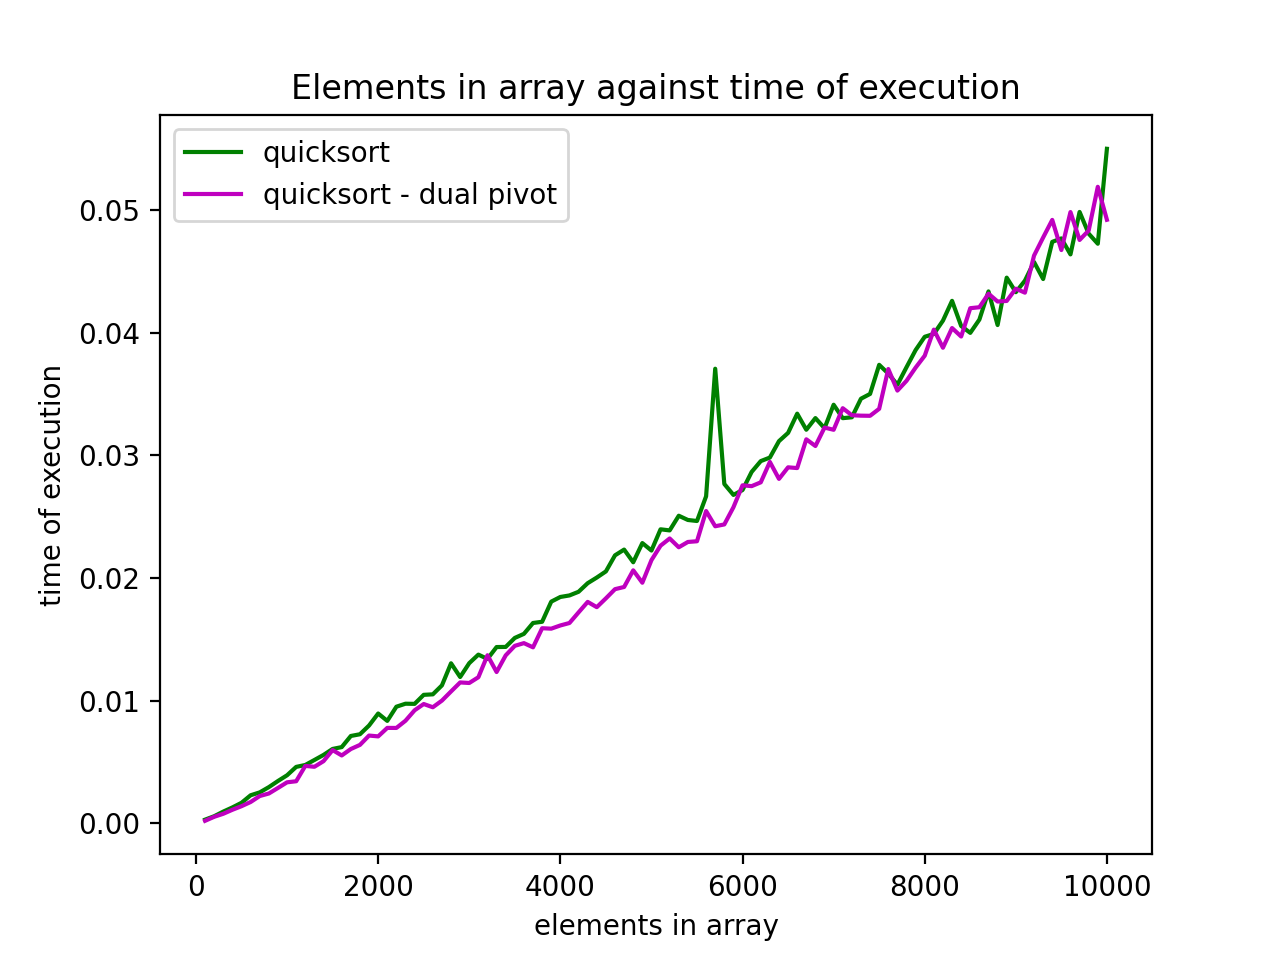 Elements in array against time of execution
quicksort
quicksort - dual pivot
time of execution
0.05
0.04
0.03
0.02
0.01
0.00
0 2000 4000 6000 8000 10000
elements in array